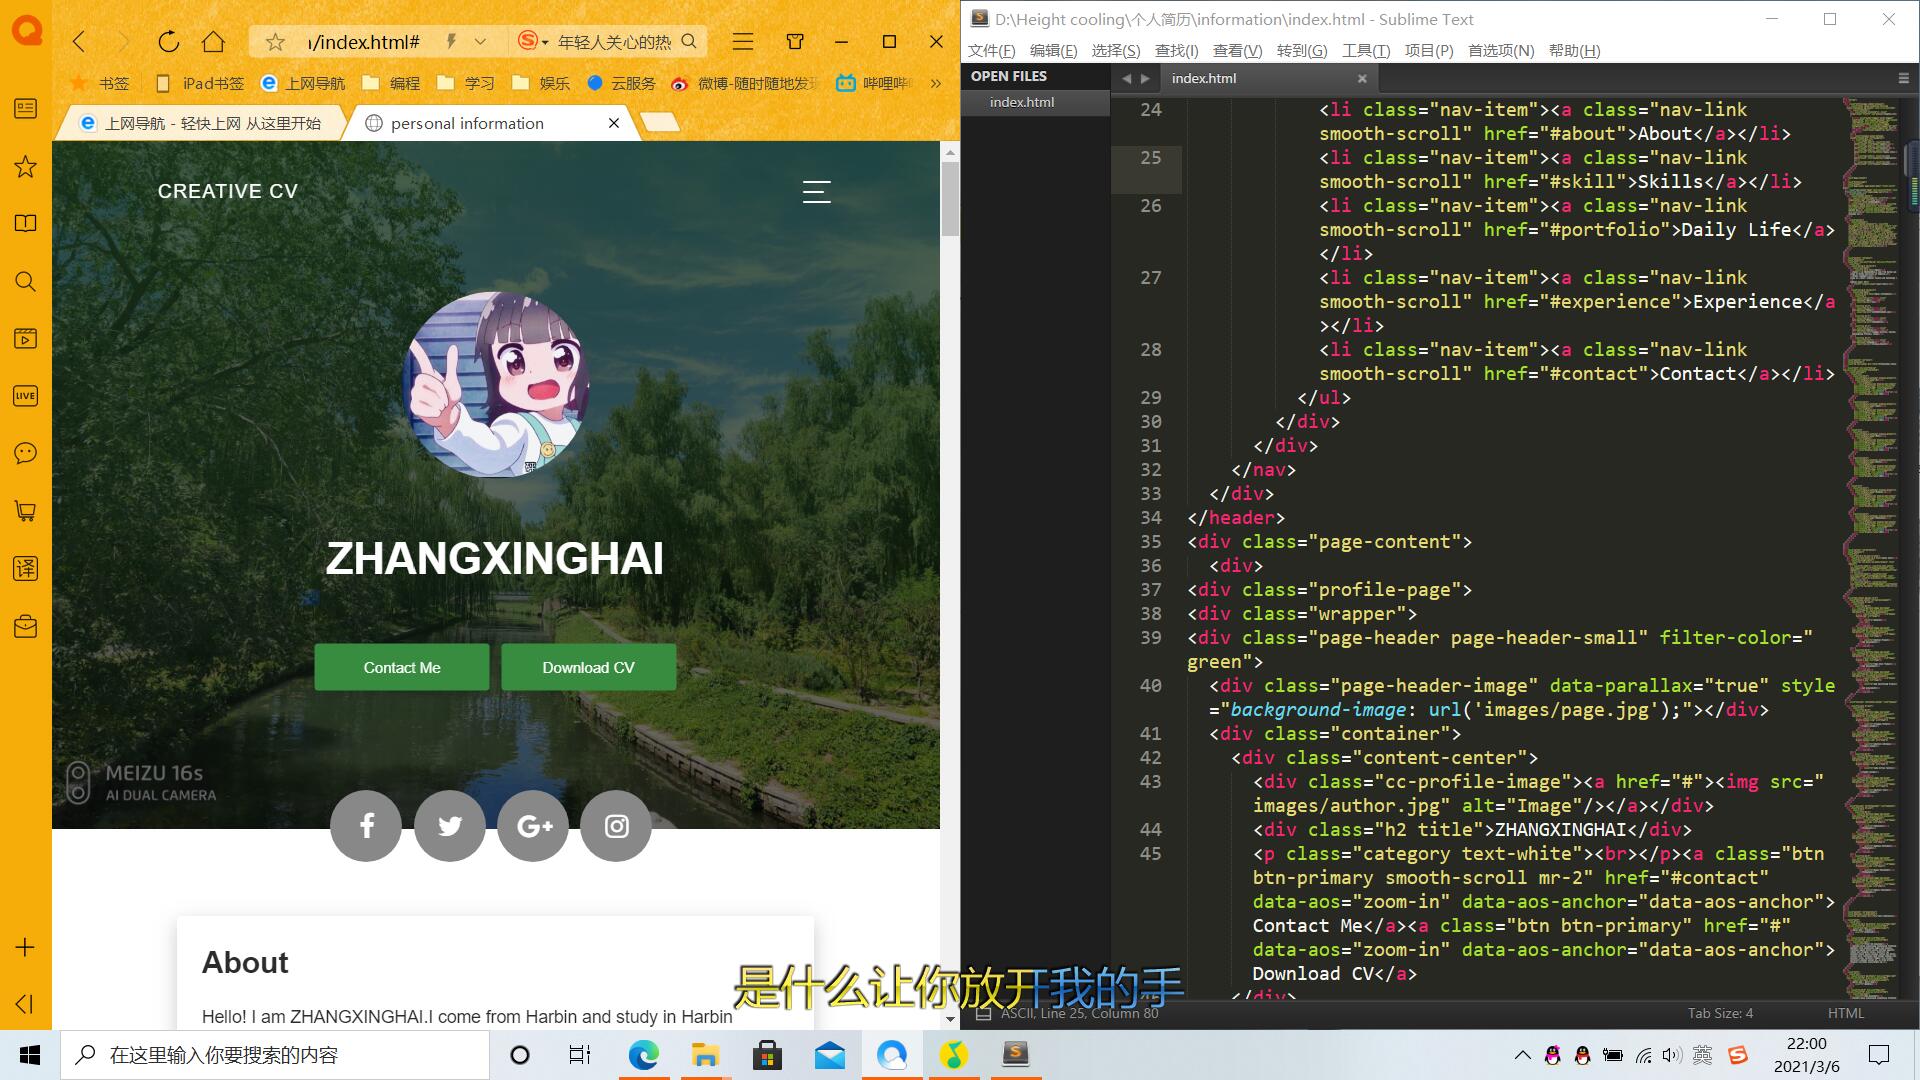 n/index.html#
年轻人关心的热
书签
iPad书签
上网导航
编程
学习
娱乐
云服务
微博-随时随地发
哔哩哔
上网导航 - 轻快上网 从这里开始
personal information
LIVE
译
CREATIVE CV
ZHANGXINGHAI
Contact Me
Download CV
MEIZU 16s
AI DUAL CAMERA
About
Hello! I am ZHANGXINGHAI.I come from Harbin and study in Harbin
是什么让你放开我的手
D:\Height cooling\个人简历\information\index.html - Sublime Text
文件(F) 编辑(E) 选择(S) 查找(I) 查看(V) 转到(G) 工具(T) 项目(P) 首选项(N) 帮助(H)
OPEN FILES
index.html
index.html
24 <li class="nav-item"><a class="nav-link
smooth-scroll" href="#about">About</a></li>
25 <li class="nav-item"><a class="nav-link
smooth-scroll" href="#skill">Skills</a></li>
26 <li class="nav-item"><a class="nav-link
smooth-scroll" href="#portfolio">Daily Life</a>
</li>
27 <li class="nav-item"><a class="nav-link
smooth-scroll" href="#experience">Experience</a
></li>
28 <li class="nav-item"><a class="nav-link
smooth-scroll" href="#contact">Contact</a></li>
29 </ul>
30 </div>
31 </div>
32 </nav>
33 </div>
34 </header>
35 <div class="page-content">
36 <div>
37 <div class="profile-page">
38 <div class="wrapper">
39 <div class="page-header page-header-small" filter-color="
green">
40 <div class="page-header-image" data-parallax="true" style
="background-image: url('images/page.jpg');"></div>
41 <div class="container">
42 <div class="content-center">
43 <div class="cc-profile-image"><a href="#"><img src="
images/author.jpg" alt="Image"/></a></div>
44 <div class="h2 title">ZHANGXINGHAI</div>
45 <p class="category text-white"><br></p><a class="btn
btn-primary smooth-scroll mr-2" href="#contact"
data-aos="zoom-in" data-aos-anchor="data-aos-anchor">
Contact Me</a><a class="btn btn-primary" href="#"
data-aos="zoom-in" data-aos-anchor="data-aos-anchor">
Download CV</a>
46 </div>
ASCII, Line 25, Column 80
Tab Size: 4
HTML
在这里输入你要搜索的内容
英
22:00
2021/3/6